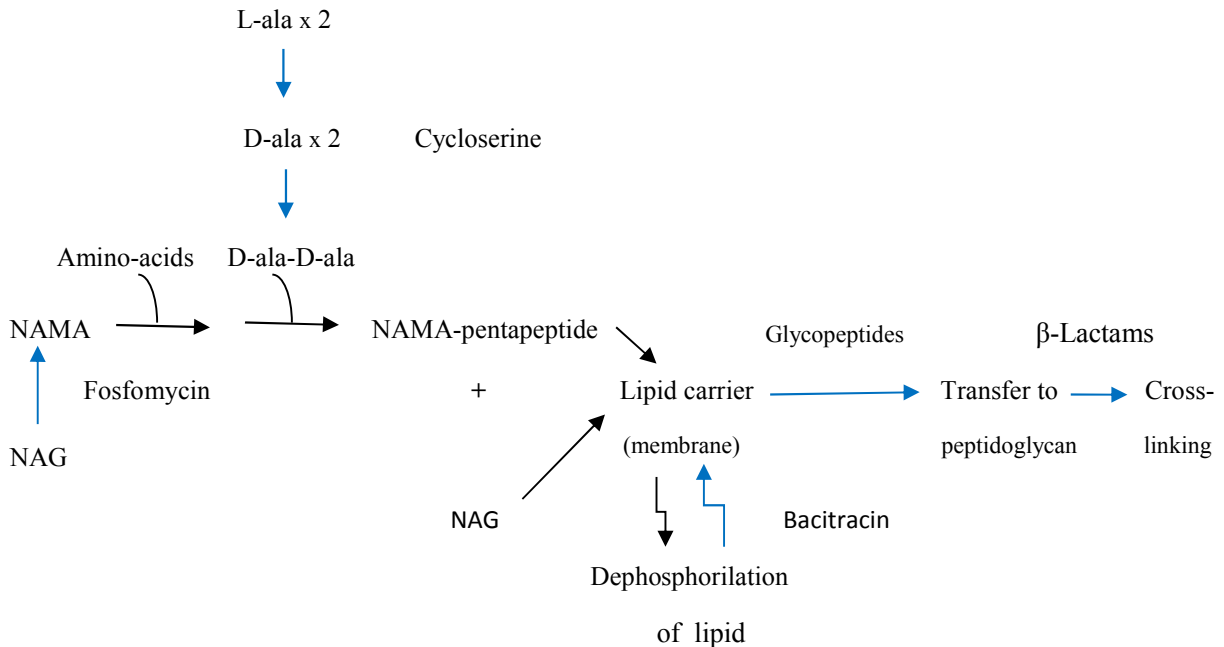 L-ala x 2
D-ala x 2 Cycloserine
Amino-acids D-ala-D-ala
NAMA NAMA-pentapeptide Glycopeptides β-Lactams
Fosfomycin + Lipid carrier Transfer to Cross-
NAG (membrane) peptidoglycan linking
NAG Bacitracin
Dephosphorilation
of lipid